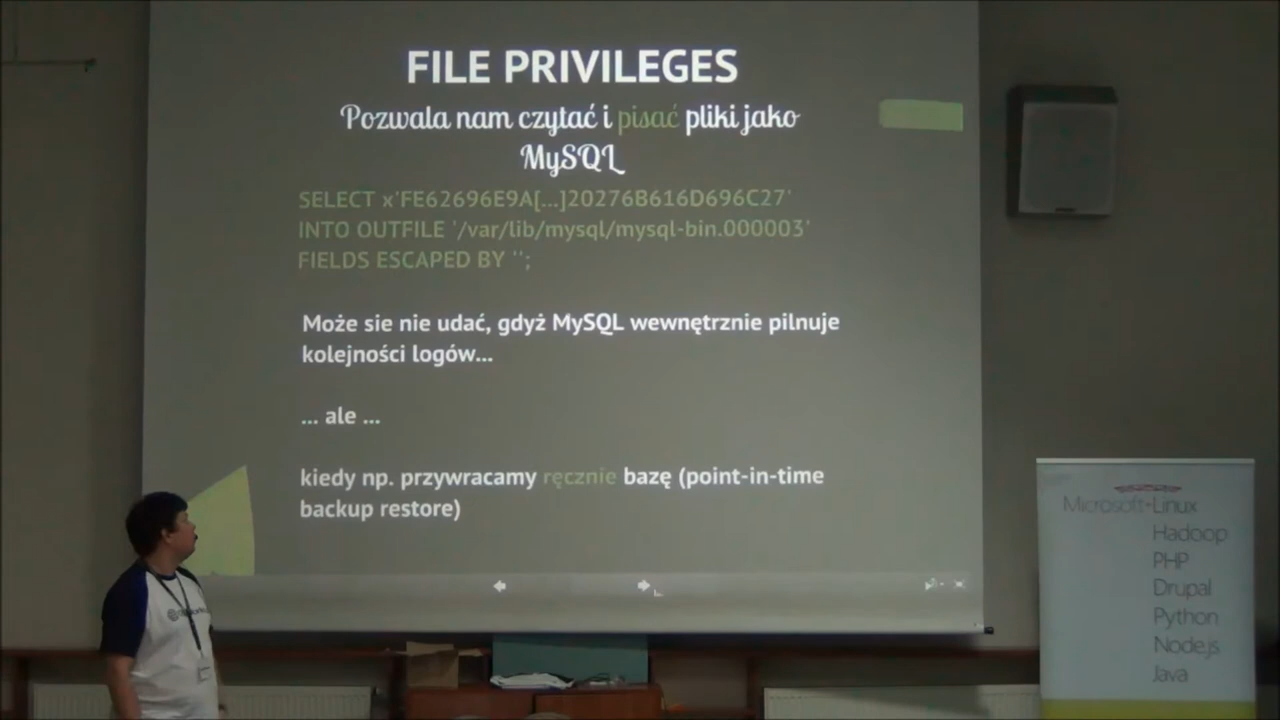 FILE PRIVILEGES
Pozwala nam czytać i pisać pliki jako
MySQL
SELECT x'FE62696E9A[...]20276B616D696C27'
INTO OUTFILE '/var/lib/mysql/mysql-bin.000003'
FIELDS ESCAPED BY '';
Może sie nie udać, gdyż MySQL wewnętrznie pilnuje
kolejności logów...
... ale ...
kiedy np. przywracamy ręcznie bazę (point-in-time
backup restore)
Microsoft+Linux
Hadoop
PHP
Drupal
Python
Node.js
Java